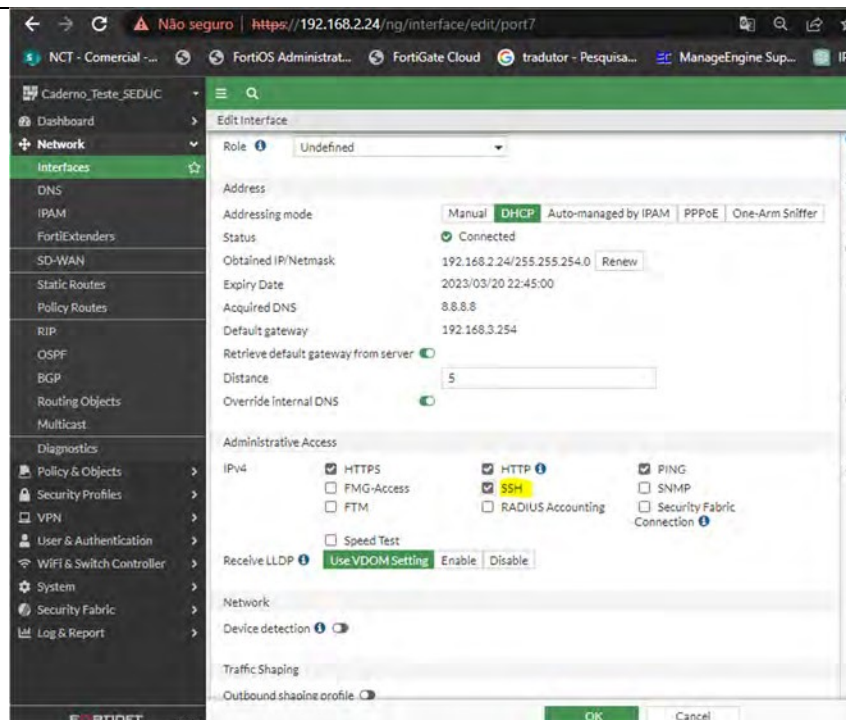 Não seguro https://192.168.2.24/ng/interface/edit/port7
NCT - Comercial -... FortiOS Administrat... FortiGate Cloud tradutor - Pesquisa... ManageEngine Sup...
Caderno_Teste_SEDUC
Dashboard
Network
Interfaces
DNS
IPAM
FortiExtenders
SD-WAN
Static Routes
Policy Routes
RIP
OSPF
BGP
Routing Objects
Multicast
Diagnostics
Policy & Objects
Security Profiles
VPN
User & Authentication
WiFi & Switch Controller
System
Security Fabric
Log & Report
Edit Interface
Role Undefined
Address
Addressing mode Manual DHCP Auto-managed by IPAM PPPoE One-Arm Sniffer
Status Connected
Obtained IP/Netmask 192.168.2.24/255.255.254.0 Renew
Expiry Date 2023/03/20 22:45:00
Acquired DNS 8.8.8.8
Default gateway 192.168.3.254
Retrieve default gateway from server
Distance 5
Override internal DNS
Administrative Access
IPv4 HTTPS HTTP PING
FMG-Access SSH SNMP
FTM RADIUS Accounting Security Fabric
Connection
Speed Test
Receive LLDP Use VDOM Setting Enable Disable
Network
Device detection
Traffic Shaping
Outbound shaping profile
OK Cancel